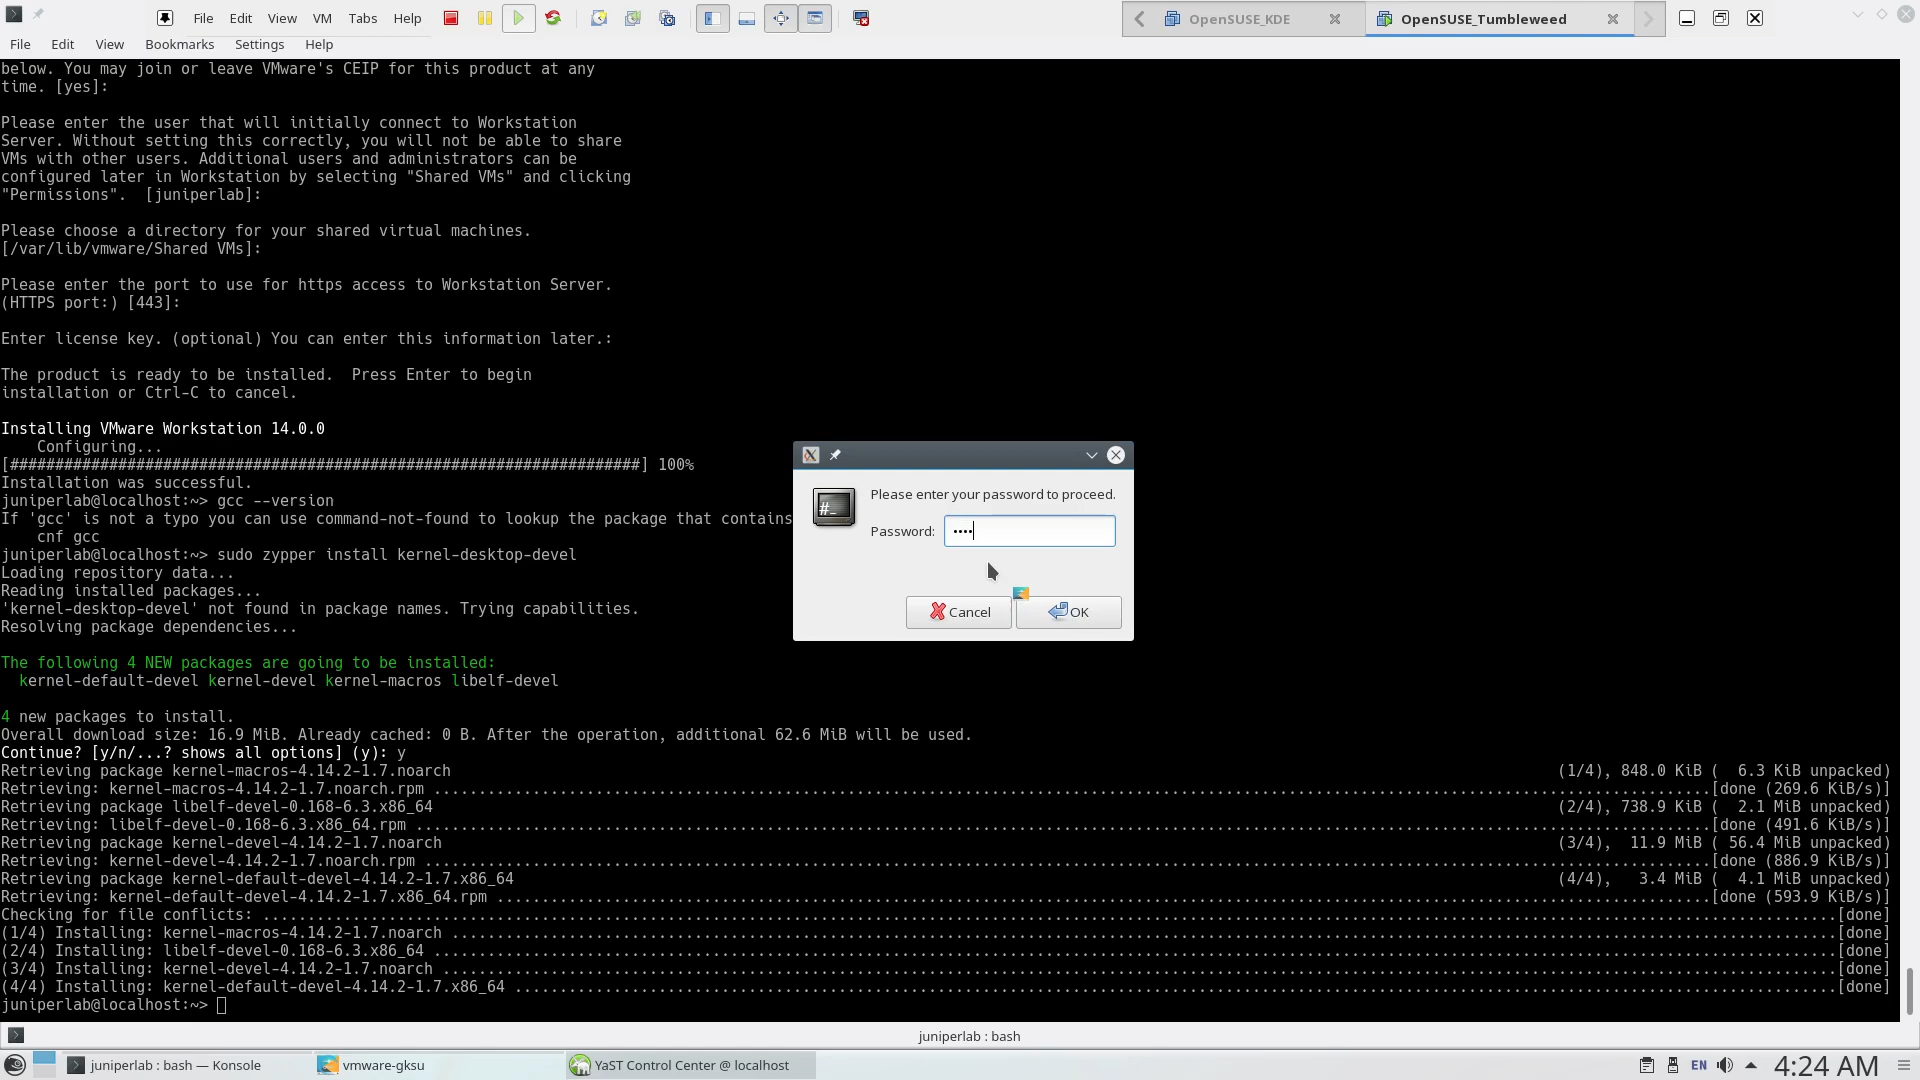 File Edit View VM Tabs Help
OpenSUSE_KDE
OpenSUSE_Tumbleweed
File Edit View Bookmarks Settings Help
below. You may join or leave VMware's CEIP for this product at any
time. [yes]:
Please enter the user that will initially connect to Workstation
Server. Without setting this correctly, you will not be able to share
VMs with other users. Additional users and administrators can be
configured later in Workstation by selecting "Shared VMs" and clicking
"Permissions".  [juniperlab]:
Please choose a directory for your shared virtual machines.
[/var/lib/vmware/Shared VMs]:
Please enter the port to use for https access to Workstation Server.
(HTTPS port:) [443]:
Enter license key. (optional) You can enter this information later.:
The product is ready to be installed.  Press Enter to begin
installation or Ctrl-C to cancel.
Installing VMware Workstation 14.0.0
    Configuring...
[######################################################################] 100%
Installation was successful.
juniperlab@localhost:~> gcc --version
If 'gcc' is not a typo you can use command-not-found to lookup the package that contains
    cnf gcc
juniperlab@localhost:~> sudo zypper install kernel-desktop-devel
Loading repository data...
Reading installed packages...
'kernel-desktop-devel' not found in package names. Trying capabilities.
Resolving package dependencies...
The following 4 NEW packages are going to be installed:
  kernel-default-devel kernel-devel kernel-macros libelf-devel
4 new packages to install.
Overall download size: 16.9 MiB. Already cached: 0 B. After the operation, additional 62.6 MiB will be used.
Continue? [y/n/...? shows all options] (y): y
Retrieving package kernel-macros-4.14.2-1.7.noarch (1/4), 848.0 KiB (  6.3 KiB unpacked)
Retrieving: kernel-macros-4.14.2-1.7.noarch.rpm ....................[done (269.6 KiB/s)]
Retrieving package libelf-devel-0.168-6.3.x86_64 (2/4), 738.9 KiB (  2.1 MiB unpacked)
Retrieving: libelf-devel-0.168-6.3.x86_64.rpm ....................[done (491.6 KiB/s)]
Retrieving package kernel-devel-4.14.2-1.7.noarch (3/4),  11.9 MiB ( 56.4 MiB unpacked)
Retrieving: kernel-devel-4.14.2-1.7.noarch.rpm ....................[done (886.9 KiB/s)]
Retrieving package kernel-default-devel-4.14.2-1.7.x86_64 (4/4),   3.4 MiB (  4.1 MiB unpacked)
Retrieving: kernel-default-devel-4.14.2-1.7.x86_64.rpm ....................[done (593.9 KiB/s)]
Checking for file conflicts: ....................[done]
(1/4) Installing: kernel-macros-4.14.2-1.7.noarch ....................[done]
(2/4) Installing: libelf-devel-0.168-6.3.x86_64 ....................[done]
(3/4) Installing: kernel-devel-4.14.2-1.7.noarch ....................[done]
(4/4) Installing: kernel-default-devel-4.14.2-1.7.x86_64 ....................[done]
juniperlab@localhost:~>
#_
Please enter your password to proceed.
Password: ••••
Cancel
OK
juniperlab : bash
juniperlab : bash — Konsole
vmware-gksu
YaST Control Center @ localhost
EN
4:24 AM